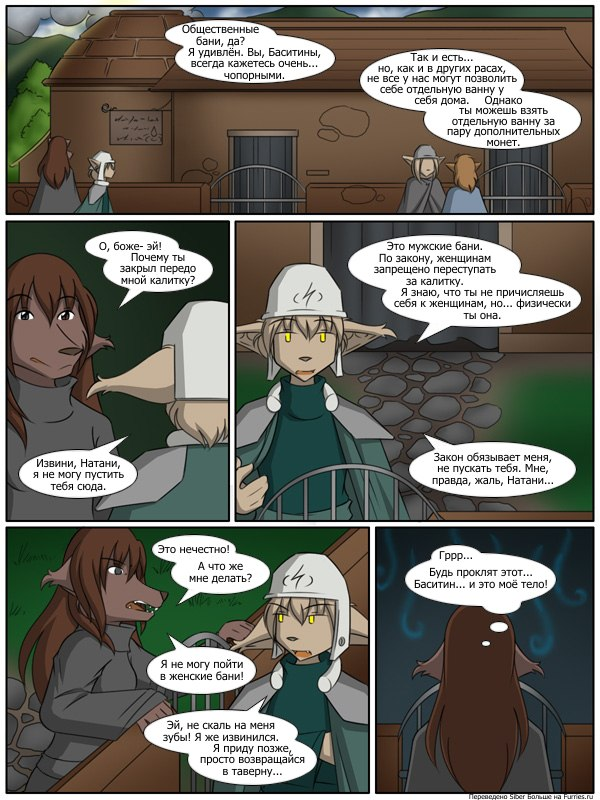 Общественные
бани, да?
Я удивлён. Вы, Баситины,
всегда кажетесь очень...
чопорными.
Так и есть...
но, как и в других расах,
не все у нас могут позволить
себе отдельную ванну у
себя дома. Однако
ты можешь взять
отдельную ванну за
пару дополнительных
монет.
О, боже- эй!
Почему ты
закрыл передо
мной калитку?
Извини, Натани,
я не могу пустить
тебя сюда.
Это мужские бани.
По закону, женщинам
запрещено переступать
за калитку.
Я знаю, что ты не причисляешь
себя к женщинам, но... физически
ты она.
Закон обязывает меня,
не пускать тебя. Мне,
правда, жаль, Натани...
Это нечестно!
А что же
мне делать?
Я не могу пойти
в женские бани!
Эй, не скаль на меня
зубы! Я же извинился.
Я приду позже,
просто возвращайся
в таверну...
Гррр...
Будь проклят этот...
Баситин... и это моё тело!
Переведено Siber Больше на Furries.ru